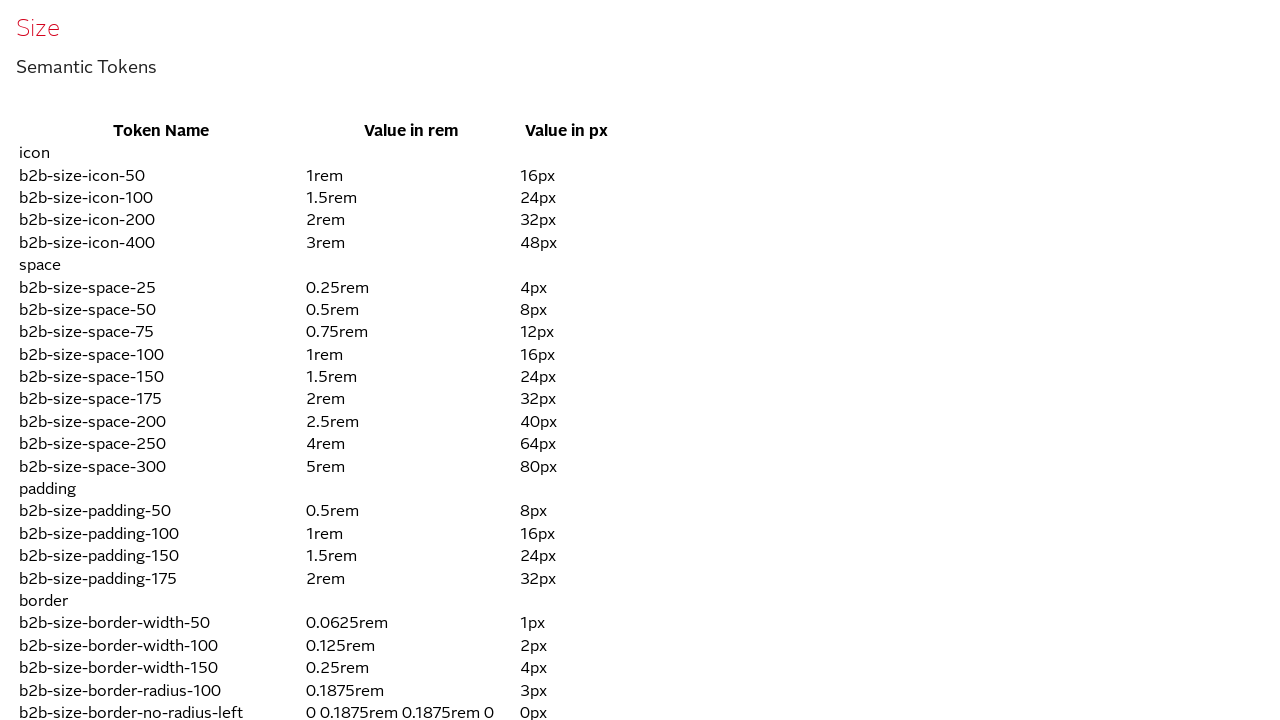 Size
Semantic Tokens
Token Name Value in rem Value in px
icon
b2b-size-icon-50 1rem 16px
b2b-size-icon-100 1.5rem 24px
b2b-size-icon-200 2rem 32px
b2b-size-icon-400 3rem 48px
space
b2b-size-space-25 0.25rem 4px
b2b-size-space-50 0.5rem 8px
b2b-size-space-75 0.75rem 12px
b2b-size-space-100 1rem 16px
b2b-size-space-150 1.5rem 24px
b2b-size-space-175 2rem 32px
b2b-size-space-200 2.5rem 40px
b2b-size-space-250 4rem 64px
b2b-size-space-300 5rem 80px
padding
b2b-size-padding-50 0.5rem 8px
b2b-size-padding-100 1rem 16px
b2b-size-padding-150 1.5rem 24px
b2b-size-padding-175 2rem 32px
border
b2b-size-border-width-50 0.0625rem 1px
b2b-size-border-width-100 0.125rem 2px
b2b-size-border-width-150 0.25rem 4px
b2b-size-border-radius-100 0.1875rem 3px
b2b-size-border-no-radius-left 0 0.1875rem 0.1875rem 0 0px